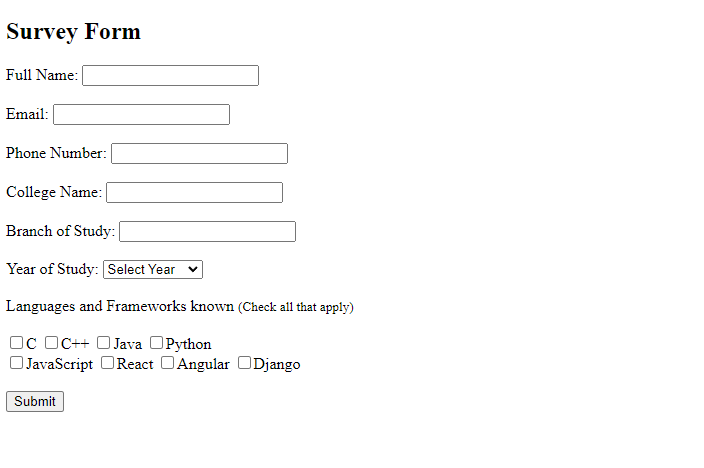 Survey Form
Full Name:
Email:
Phone Number:
College Name:
Branch of Study:
Year of Study: Select Year
Languages and Frameworks known (Check all that apply)
C C++ Java Python
JavaScript React Angular Django
Submit